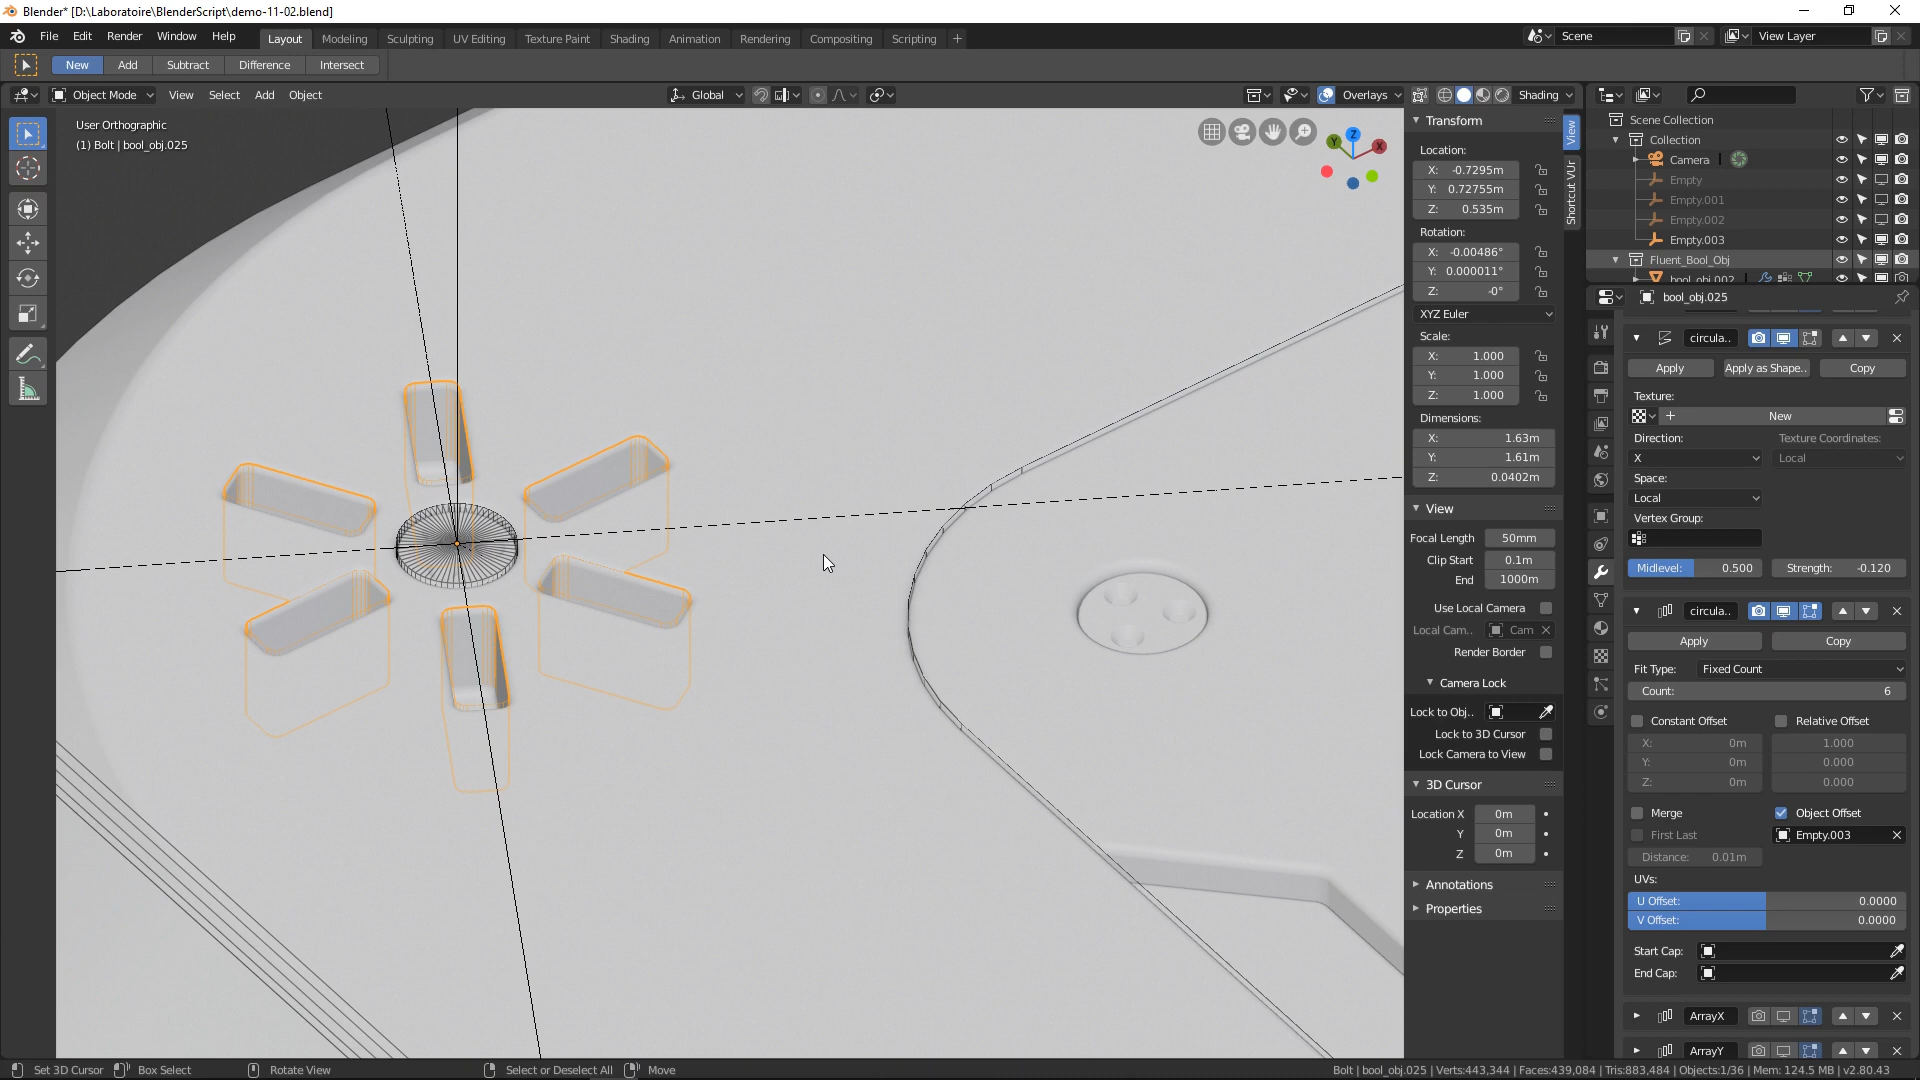 Blender* [D:\Laboratoire\BlenderScript\demo-11-02.blend]
File Edit Render Window Help Layout Modeling Sculpting UV Editing Texture Paint Shading Animation Rendering Compositing Scripting + Scene View Layer
New Add Subtract Difference Intersect
Object Mode View Select Add Object Global Overlays Shading
User Orthographic
(1) Bolt | bool_obj.025
Z
Y
X
Transform
Location:
X: -0.7295m
Y: 0.72755m
Z: 0.535m
Rotation:
X: -0.00486°
Y: 0.000011°
Z: -0°
XYZ Euler
Scale:
X: 1.000
Y: 1.000
Z: 1.000
Dimensions:
X: 1.63m
Y: 1.61m
Z: 0.0402m
View
Focal Length 50mm
Clip Start 0.1m
End 1000m
Use Local Camera
Local Cam.. Cam
Render Border
Camera Lock
Lock to Obj..
Lock to 3D Cursor
Lock Camera to View
3D Cursor
Location X 0m
Y 0m
Z 0m
Annotations
Properties
View
Shortcut VUr
Scene Collection
Collection
Camera
Empty
Empty.001
Empty.002
Empty.003
Fluent_Bool_Obj
bool_obj.002
bool_obj.025
circula..
Apply Apply as Shape.. Copy
Texture:
New
Direction: Texture Coordinates:
X Local
Space:
Local
Vertex Group:
Midlevel: 0.500 Strength: -0.120
circula..
Apply Copy
Fit Type: Fixed Count
Count: 6
Constant Offset Relative Offset
X: 0m 1.000
Y: 0m 0.000
Z: 0m 0.000
Merge Object Offset
First Last Empty.003
Distance: 0.01m
UVs:
U Offset: 0.0000
V Offset: 0.0000
Start Cap:
End Cap:
ArrayX
ArrayY
Set 3D Cursor Box Select Rotate View Select or Deselect All Move Bolt | bool_obj.025 | Verts:443,344 | Faces:439,084 | Tris:883,484 | Objects:1/36 | Mem: 124.5 MB | v2.80.43